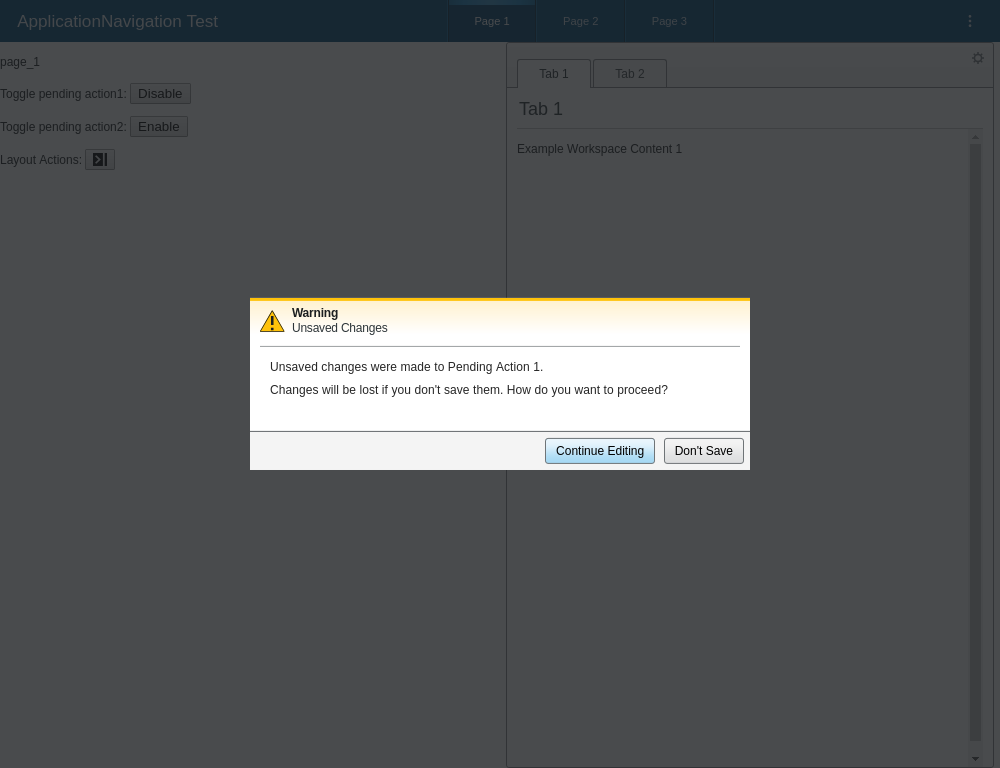 ApplicationNavigation Test
Page 1
Page 2
Page 3
page_1
Toggle pending action1: Disable
Toggle pending action2: Enable
Layout Actions:
Tab 1
Tab 2
Tab 1
Example Workspace Content 1
Warning
Unsaved Changes
Unsaved changes were made to Pending Action 1.
Changes will be lost if you don't save them. How do you want to proceed?
Continue Editing
Don't Save